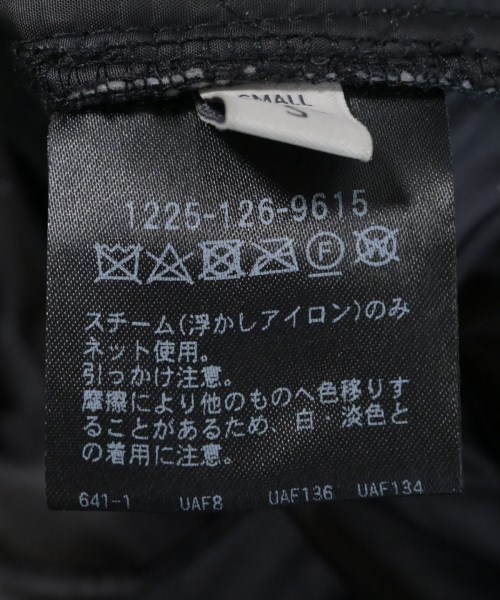 SMALL
S
1225-126-9615
スチーム(浮かしアイロン)のみ
ネット使用。
引っかけ注意。
摩擦により他のものへ色移りす
ることがあるため、白・淡色と
の着用に注意。
641-1 UAF8 UAF136 UAF134